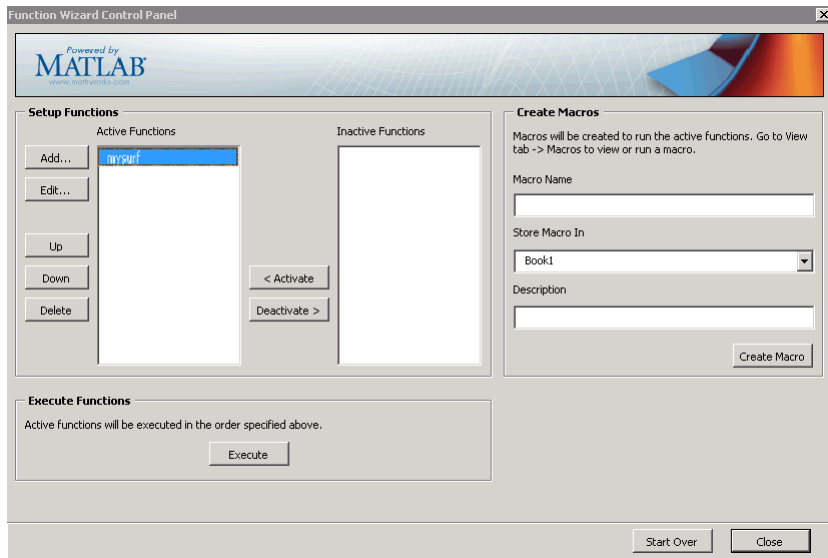 Function Wizard Control Panel
Powered by
MATLAB
www.mathworks.com
Setup Functions
Active Functions
Inactive Functions
Add...
mysurf
Edit...
Up
Down
< Activate
Delete
Deactivate >
Create Macros
Macros will be created to run the active functions. Go to View
tab -> Macros to view or run a macro.
Macro Name
Store Macro In
Book1
Description
Create Macro
Execute Functions
Active functions will be executed in the order specified above.
Execute
Start Over
Close